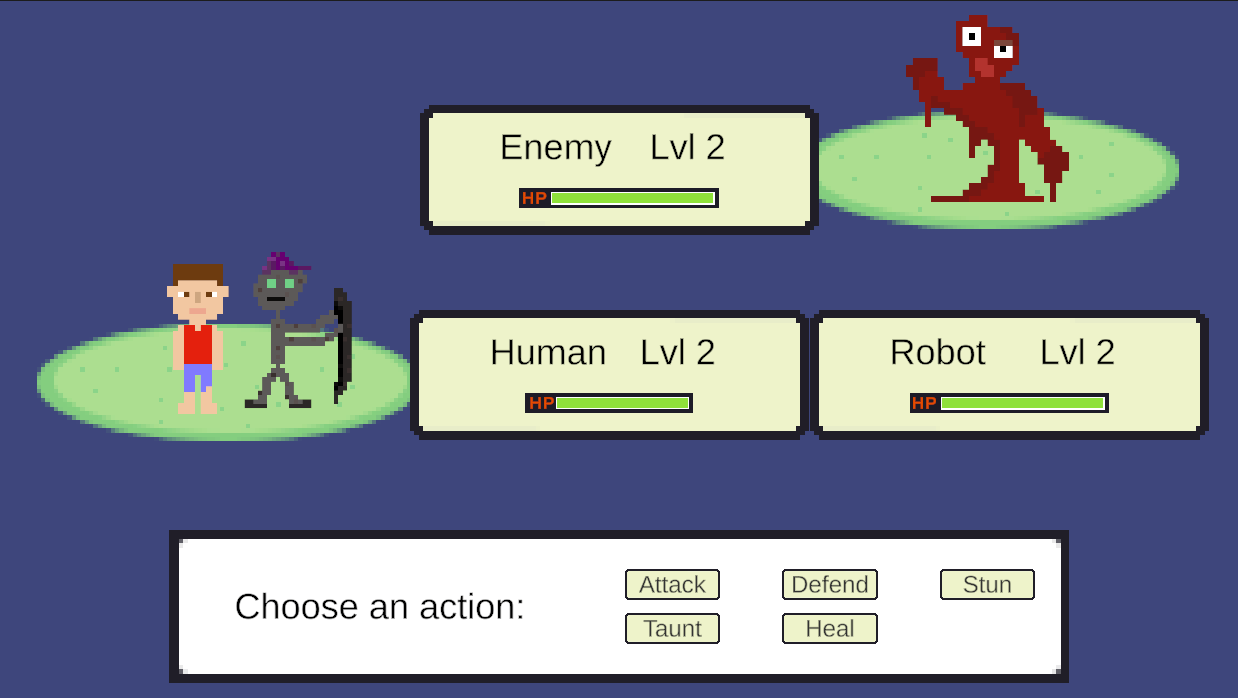 Enemy Lvl 2
HP
Human Lvl 2
HP
Robot Lvl 2
HP
Choose an action:
Attack Defend Stun
Taunt Heal